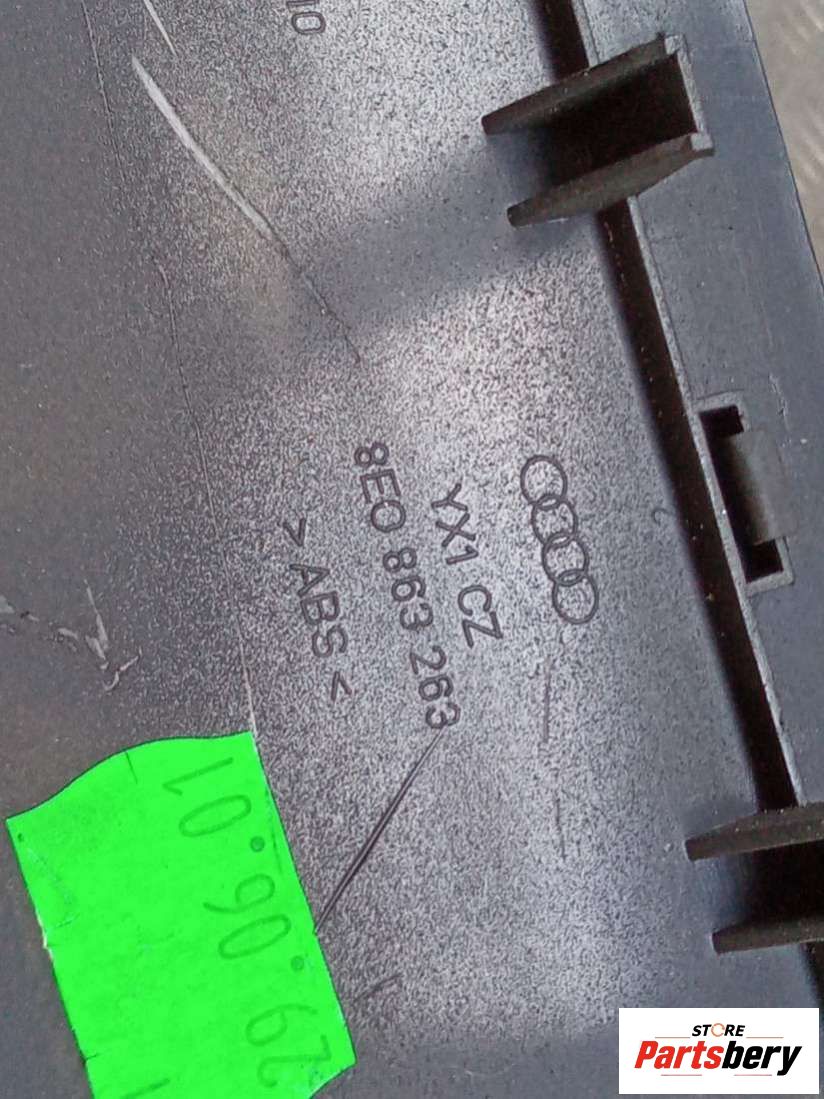 YX1 CZ
8E0 863 263
> ABS <
10.06.29
STORE
Partsbery